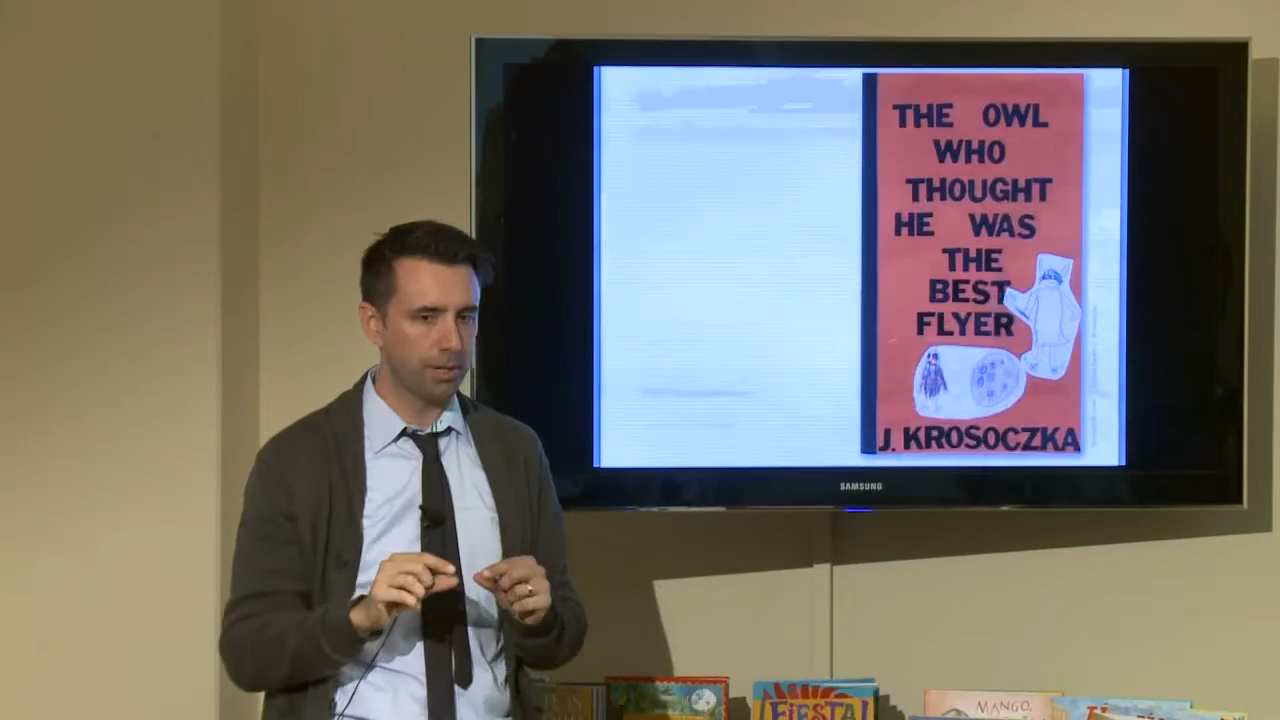 THE OWL
WHO
THOUGHT
HE WAS
THE
BEST
FLYER
J. KROSOCZKA
SAMSUNG
FIESTA!
MANGO,